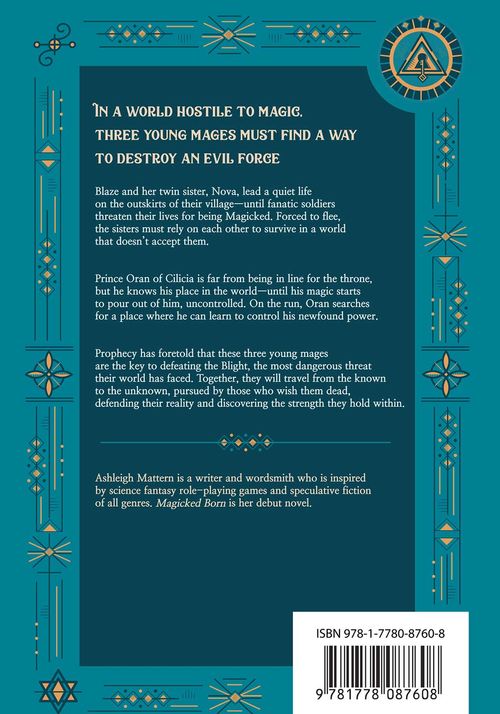 IN A WORLD HOSTILE TO MAGIC.
THREE YOUNG MAGES MUST FIND A WAY
TO DESTROY AN EVIL FORCE
Blaze and her twin sister, Nova, lead a quiet life
on the outskirts of their village—until fanatic soldiers
threaten their lives for being Magicked. Forced to flee,
the sisters must rely on each other to survive in a world
that doesn't accept them.
Prince Oran of Cilicia is far from being in line for the throne,
but he knows his place in the world—until his magic starts
to pour out of him, uncontrolled. On the run, Oran searches
for a place where he can learn to control his newfound power.
Prophecy has foretold that these three young mages
are the key to defeating the Blight, the most dangerous threat
their world has faced. Together, they will travel from the known
to the unknown, pursued by those who wish them dead,
defending their reality and discovering the strength they hold within.
Ashleigh Mattern is a writer and wordsmith who is inspired
by science fantasy role-playing games and speculative fiction
of all genres. Magicked Born is her debut novel.
ISBN 978-1-7780-8760-8
9 781778 087608